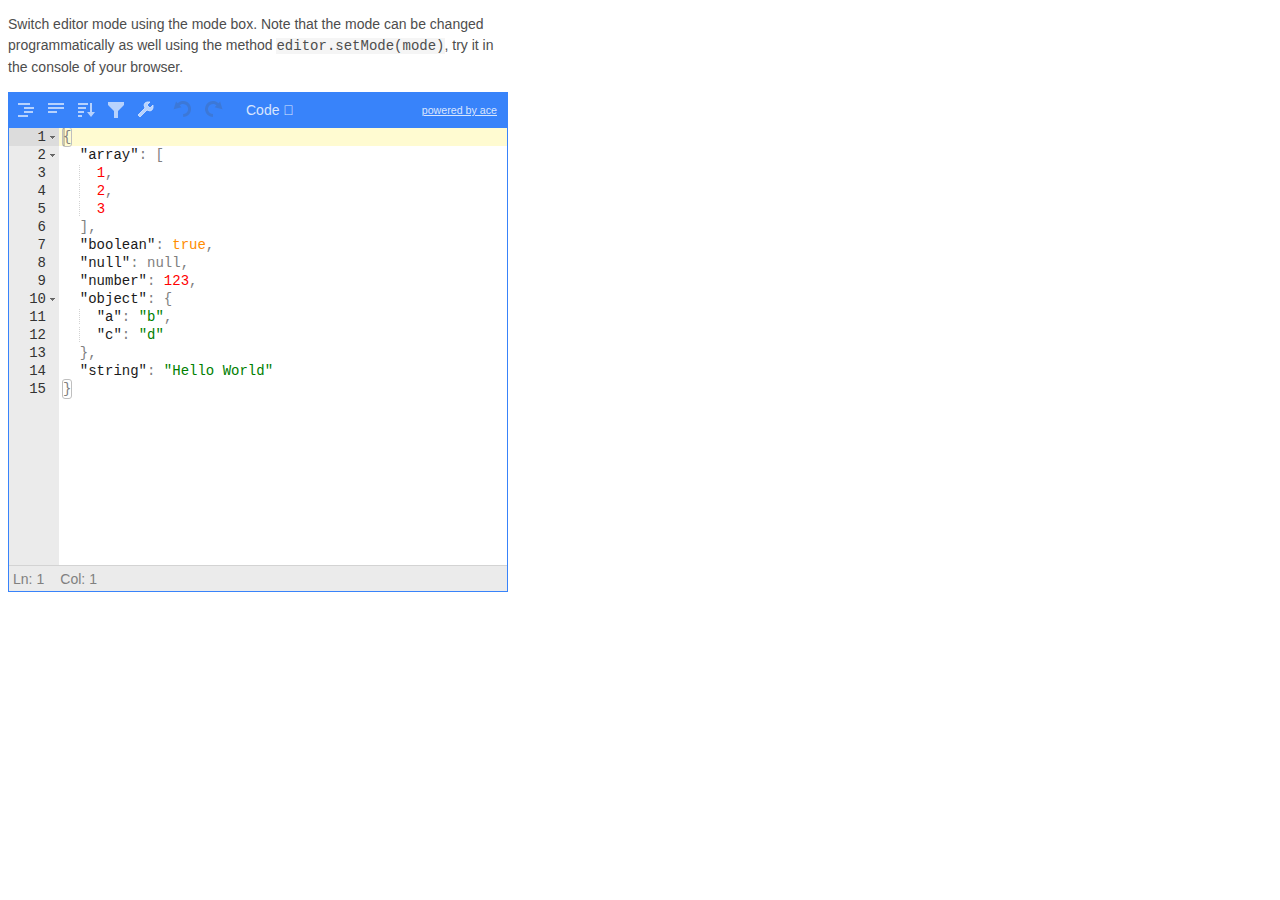 Switch editor mode using the mode box. Note that the mode can be changed
programmatically as well using the method editor.setMode(mode), try it in
the console of your browser.
Code powered by ace
1 {
2 "array": [
3 1,
4 2,
5 3
6 ],
7 "boolean": true,
8 "null": null,
9 "number": 123,
10 "object": {
11 "a": "b",
12 "c": "d"
13 },
14 "string": "Hello World"
15 }
Ln: 1 Col: 1